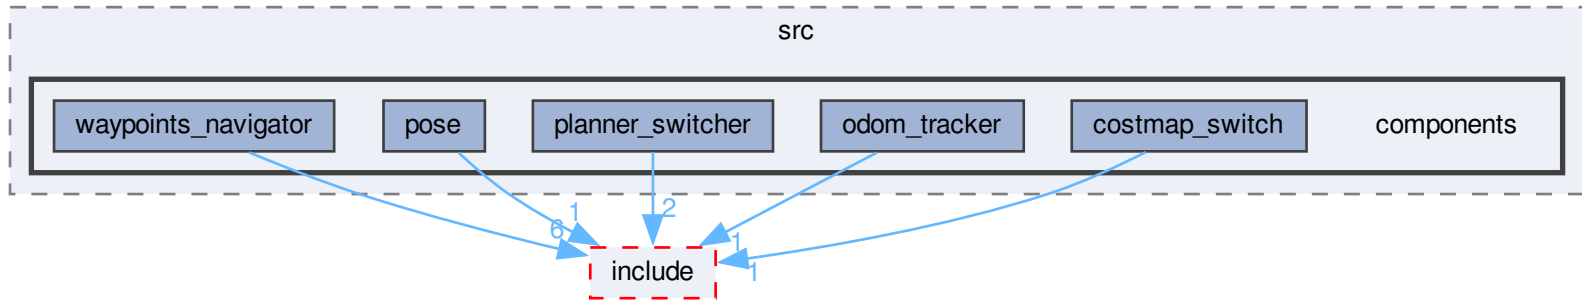 src
waypoints_navigator
pose
planner_switcher
odom_tracker
costmap_switch
components
6
1
2
1
1
include